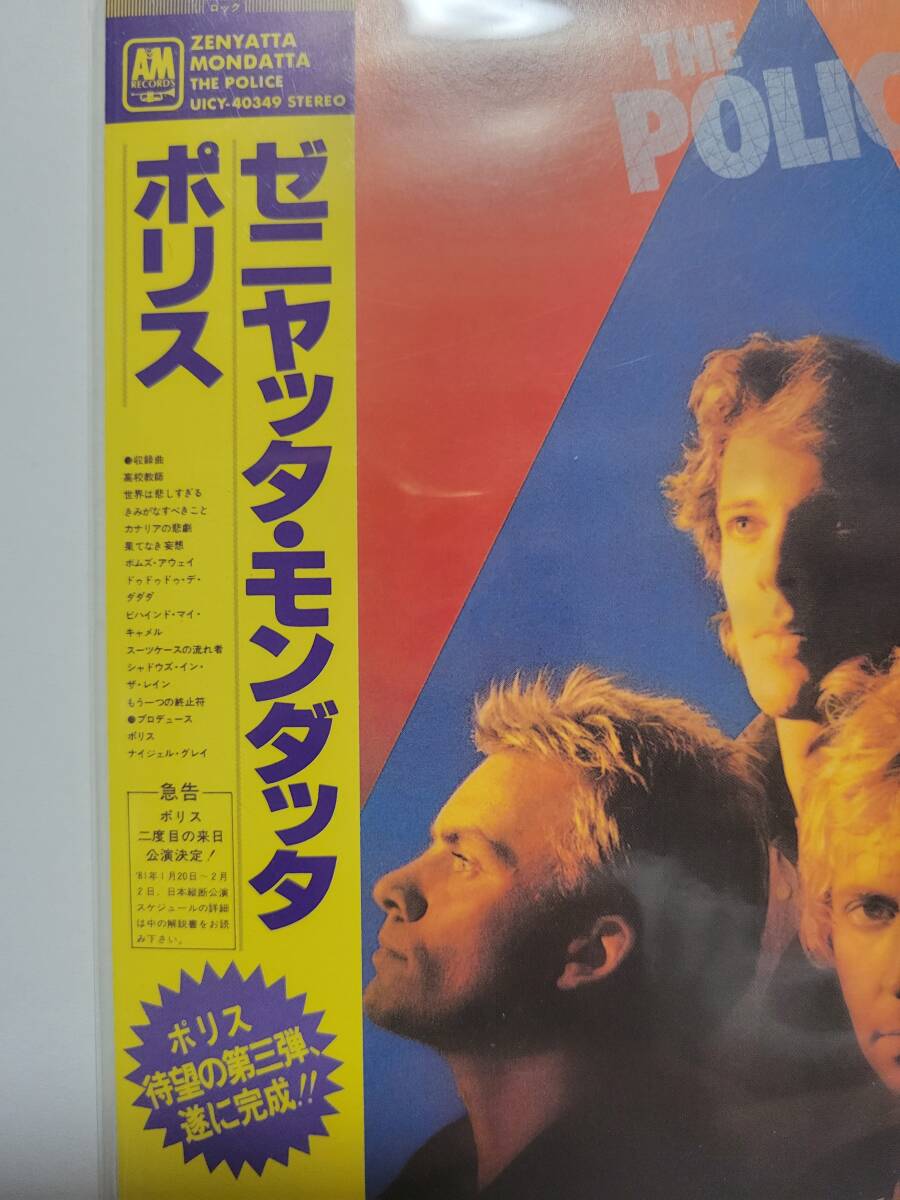 ロック
A&M
RECORDS
ZENYATTA
MONDATTA
THE POLICE
UICY-40349 STEREO
ゼニヤッタ・モンダッタ
ポリス
●収録曲
高校教師
世界は悲しすぎる
きみがなすべきこと
カナリアの悲劇
果てなき妄想
ボムズ・アウェイ
ドゥドゥドゥ・デ・
ダダダ
ビハインド・マイ・
キャメル
スーツケースの流れ者
シャドウズ・イン・
ザ・レイン
もう一つの終止符
●プロデュース
ポリス
ナイジェル・グレイ
急告
ポリス
二度目の来日
公演決定!
'81年1月20日~2月
2日、日本縦断公演
スケジュールの詳細
は中の解説書をお読
み下さい。
ポリス
待望の第三弾、
遂に完成!!
THE
POLIC